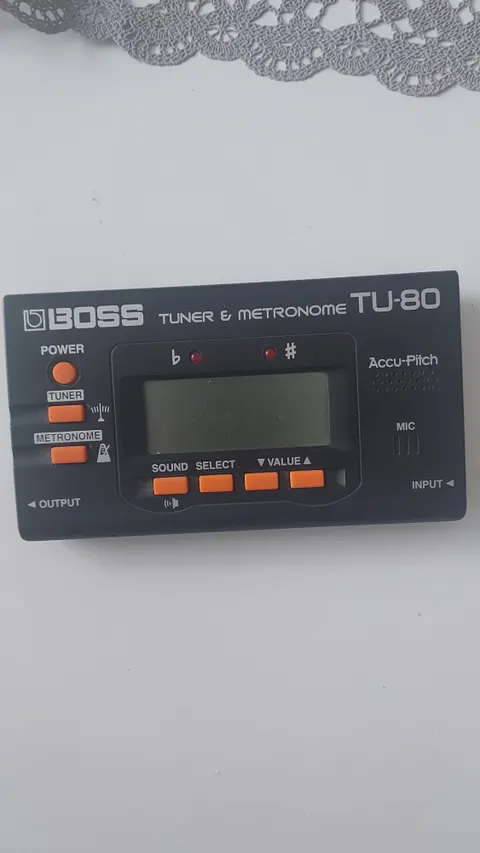 BOSS TUNER & METRONOME TU-80
POWER
♭ ♯
Accu-Pitch
TUNER
METRONOME
MIC
SOUND SELECT ▼ VALUE ▲
◄ OUTPUT
INPUT ◄